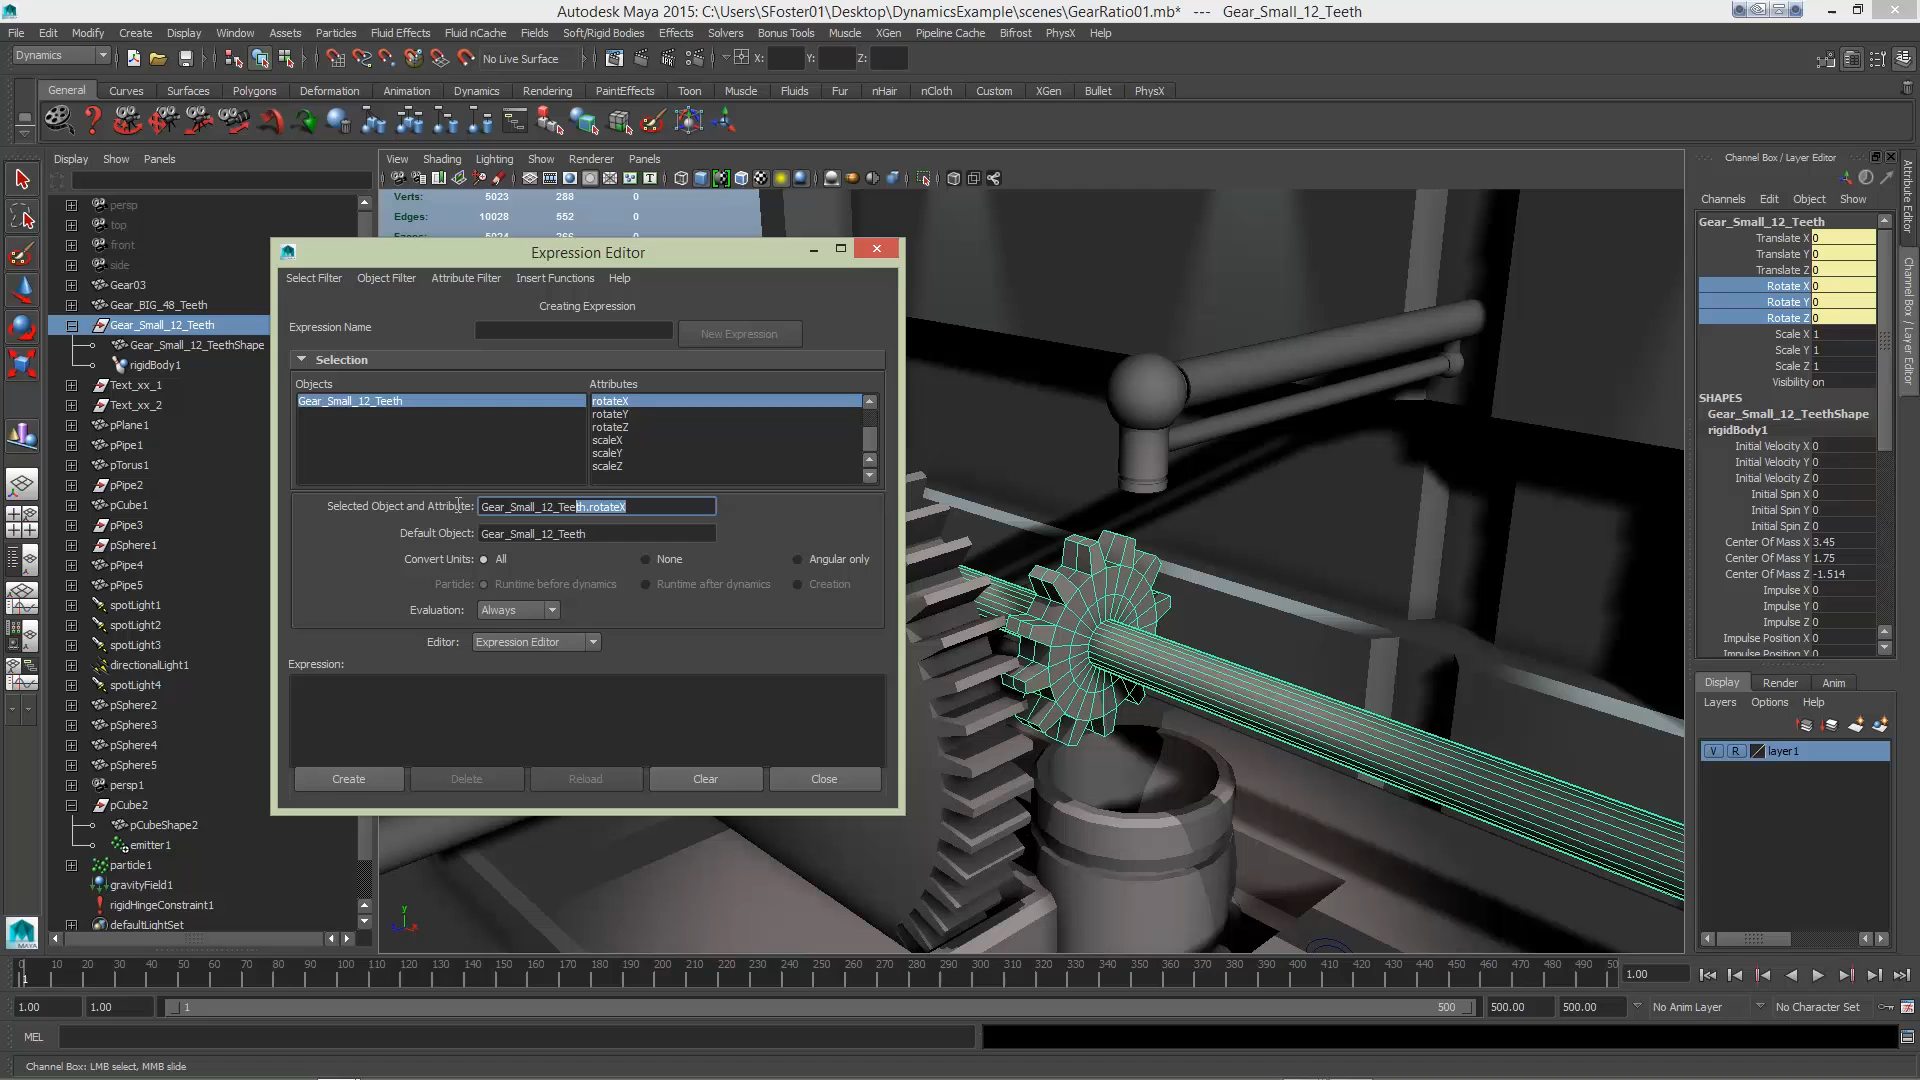 Autodesk Maya 2015: C:\Users\SFoster01\Desktop\DynamicsExample\scenes\GearRatio01.mb* --- Gear_Small_12_Teeth
File Edit Modify Create Display Window Assets Particles Fluid Effects Fluid nCache Fields Soft/Rigid Bodies Effects Solvers Bonus Tools Muscle XGen Pipeline Cache Bifrost PhysX Help
Dynamics No Live Surface X: Y: Z:
General Curves Surfaces Polygons Deformation Animation Dynamics Rendering PaintEffects Toon Muscle Fluids Fur nHair nCloth Custom XGen Bullet PhysX
Display Show Panels
View Shading Lighting Show Renderer Panels
Verts: 5023 288 0
Edges: 10028 552 0
persp
top
front
side
Gear03
Gear_BIG_48_Teeth
Gear_Small_12_Teeth
Gear_Small_12_TeethShape
rigidBody1
Text_xx_1
Text_xx_2
pPlane1
pPipe1
pTorus1
pPipe2
pCube1
pPipe3
pSphere1
pPipe4
pPipe5
spotLight1
spotLight2
spotLight3
directionalLight1
spotLight4
pSphere2
pSphere3
pSphere4
pSphere5
persp1
pCube2
pCubeShape2
emitter1
particle1
gravityField1
rigidHingeConstraint1
defaultLightSet
Expression Editor
Select Filter Object Filter Attribute Filter Insert Functions Help
Creating Expression
Expression Name New Expression
Selection
Objects Attributes
Gear_Small_12_Teeth rotateX
rotateY
rotateZ
scaleX
scaleY
scaleZ
Selected Object and Attribute: Gear_Small_12_Teeth.rotateX
Default Object: Gear_Small_12_Teeth
Convert Units: All None Angular only
Particle: Runtime before dynamics Runtime after dynamics Creation
Evaluation: Always
Editor: Expression Editor
Expression:
Create Delete Reload Clear Close
y
Channel Box / Layer Editor
Channels Edit Object Show
Gear_Small_12_Teeth
Translate X 0
Translate Y 0
Translate Z 0
Rotate X 0
Rotate Y 0
Rotate Z 0
Scale X 1
Scale Y 1
Scale Z 1
Visibility on
SHAPES
Gear_Small_12_TeethShape
rigidBody1
Initial Velocity X 0
Initial Velocity Y 0
Initial Velocity Z 0
Initial Spin X 0
Initial Spin Y 0
Initial Spin Z 0
Center Of Mass X 3.45
Center Of Mass Y 1.75
Center Of Mass Z -1.514
Impulse X 0
Impulse Y 0
Impulse Z 0
Impulse Position X 0
Impulse Position Y 0
Attribute Editor
Channel Box / Layer Editor
Display Render Anim
Layers Options Help
V R layer1
MAYA
0 10 20 30 40 50 60 70 80 90 100 110 120 130 140 150 160 170 180 190 200 210 220 230 240 250 260 270 280 290 300 310 320 330 340 350 360 370 380 390 400 410 420 430 440 450 460 470 480 490 50
1 1.00
1.00 1.00 1 500 500.00 500.00 No Anim Layer No Character Set
MEL
Channel Box: LMB select, MMB slide